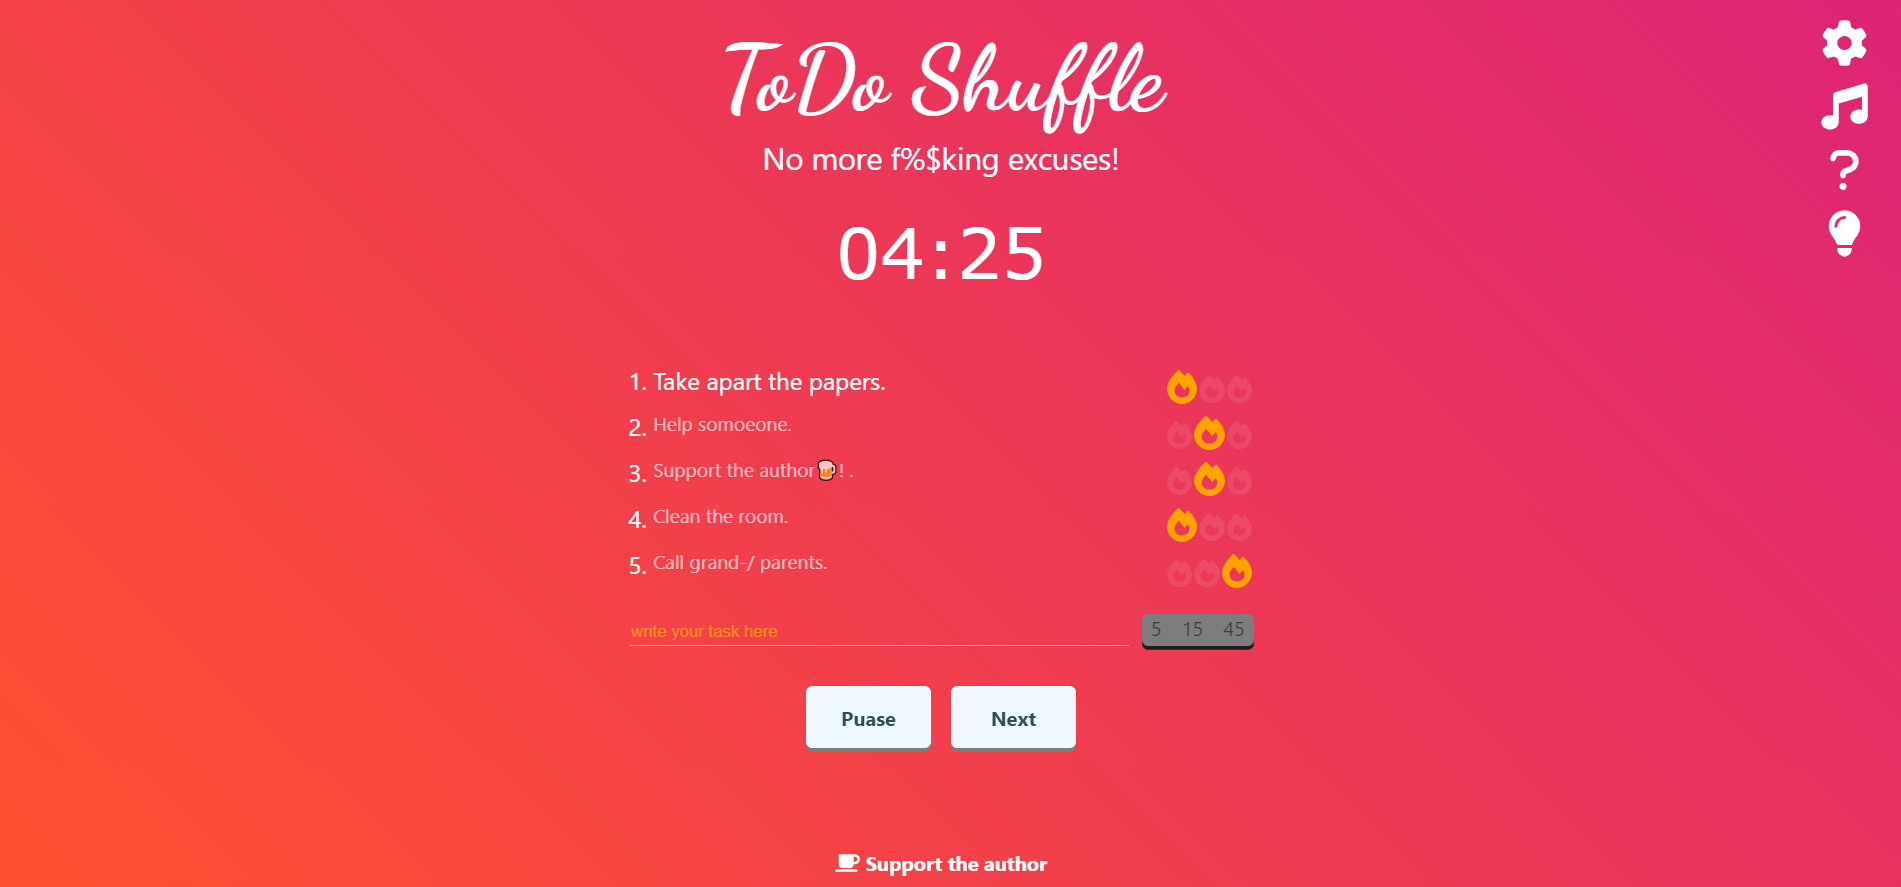 ToDo Shuffle
No more f%$king excuses!
04:25
1. Take apart the papers.
2. Help somoeone.
3. Support the author🍺! .
4. Clean the room.
5. Call grand-/ parents.
write your task here
5 15 45
Puase Next
Support the author